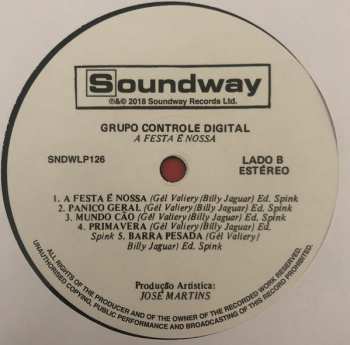 Soundway
℗&© 2018 Soundway Records Ltd.
GRUPO CONTROLE DIGITAL
A FESTA É NOSSA
SNDWLP126
LADO B
ESTÉREO
1. A FESTA É NOSSA (Gél Valiery/Billy Jaguar) Ed. Spink
2. PANICO GERAL (Gél Valiery/Billy Jaguar) Ed. Spink
3. MUNDO CÃO (Gél Valiery/Billy Jaguar) Ed. Spink
4. PRIMAVERA (Gél Valiery/Billy Jaguar) Ed.
Spink 5. BARRA PESADA (Gél Valiery/
Billy Jaguar) Ed. Spink
Produção Artística:
JOSÉ MARTINS
ALL RIGHTS OF THE PRODUCER AND OF THE OWNER OF THE RECORDED WORK RESERVED.
UNAUTHORISED COPYING, PUBLIC PERFORMANCE AND BROADCASTING OF THIS RECORD PROHIBITED.